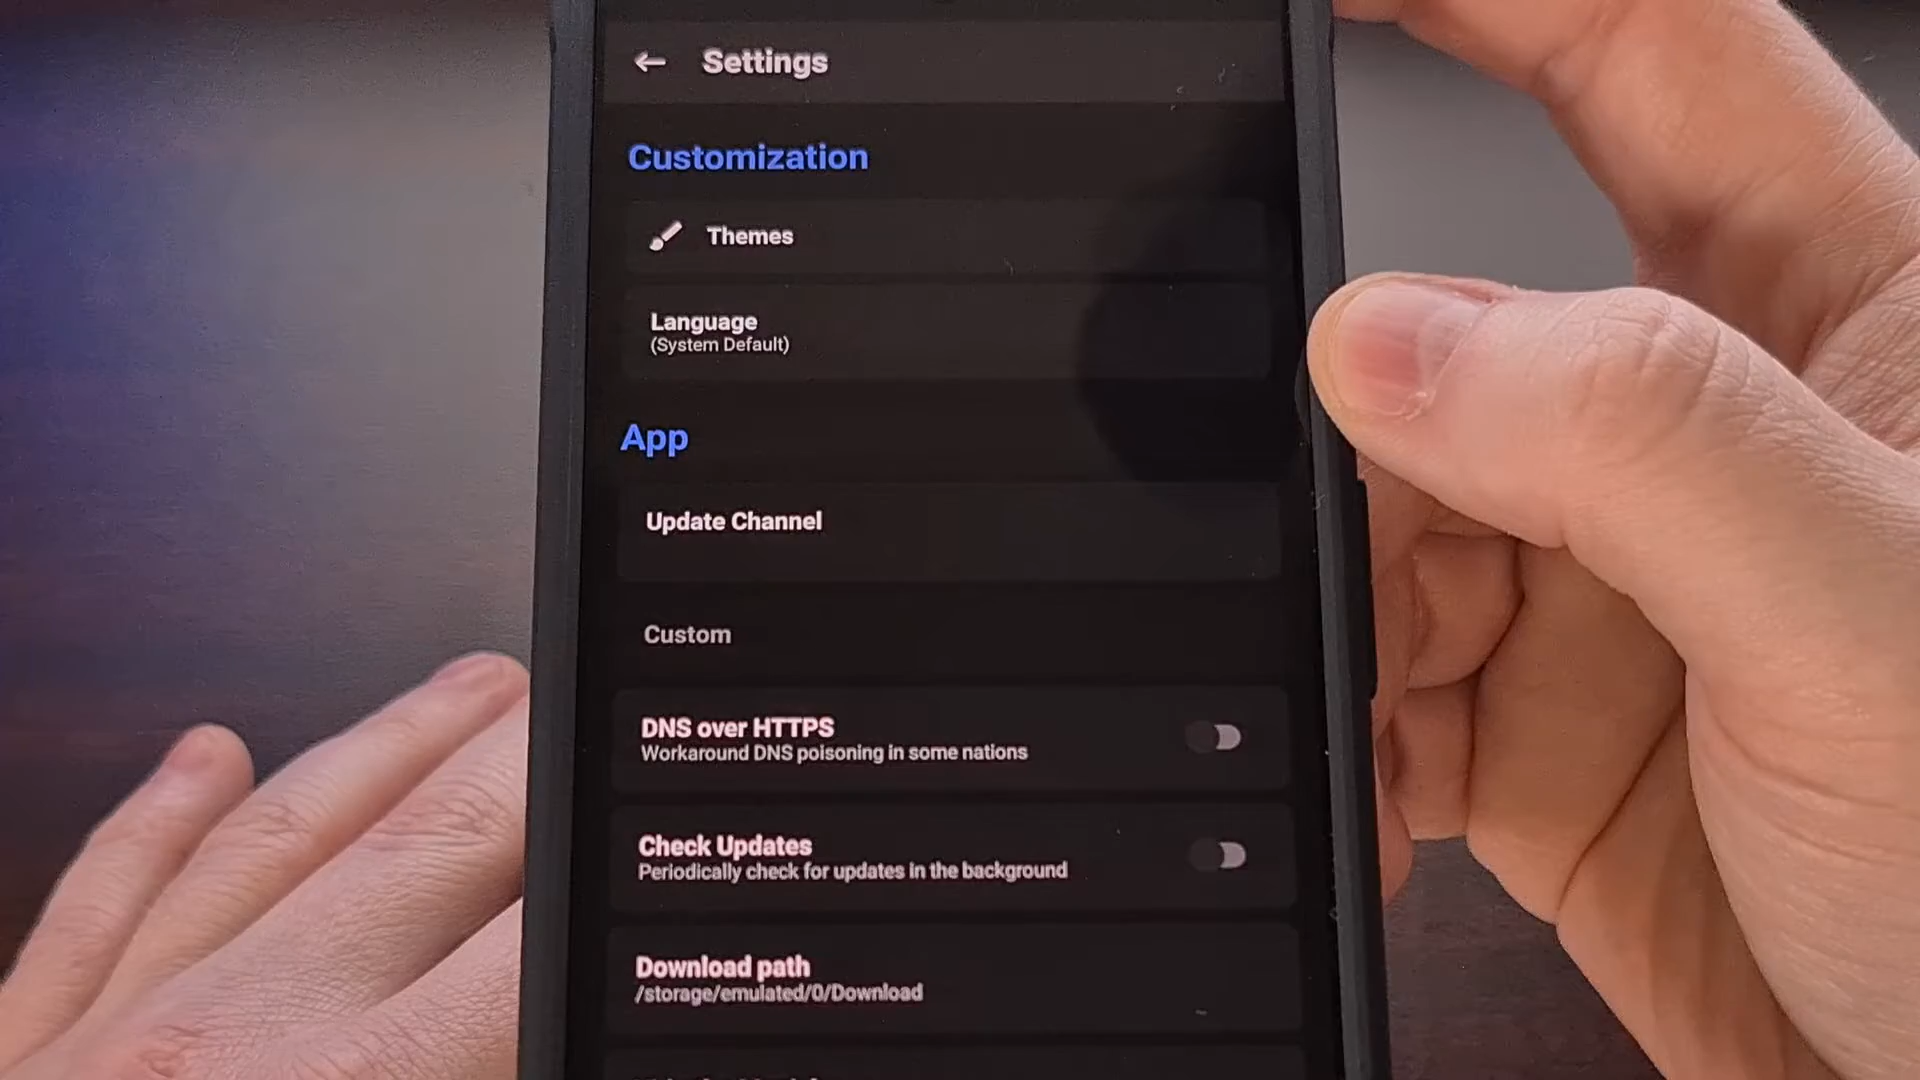 Settings
Customization
Themes
Language
(System Default)
App
Update Channel
Custom
DNS over HTTPS
Workaround DNS poisoning in some nations
Check Updates
Periodically check for updates in the background
Download path
/storage/emulated/0/Download